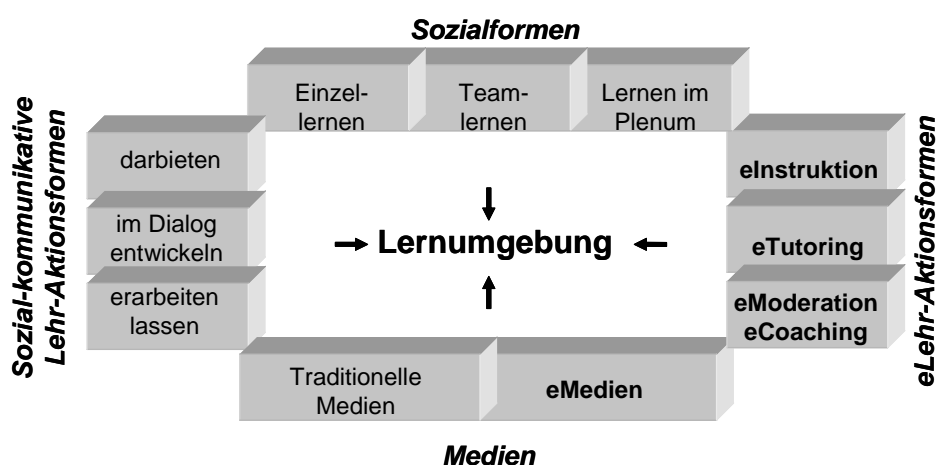 Sozialformen
Einzel-
lernen
Team-
lernen
Lernen im
Plenum
Sozial-kommunikative
Lehr-Aktionsformen
darbieten
im Dialog
entwickeln
erarbeiten
lassen
Lernumgebung
eInstruktion
eTutoring
eModeration
eCoaching
eLehr-Aktionsformen
Traditionelle
Medien
eMedien
Medien